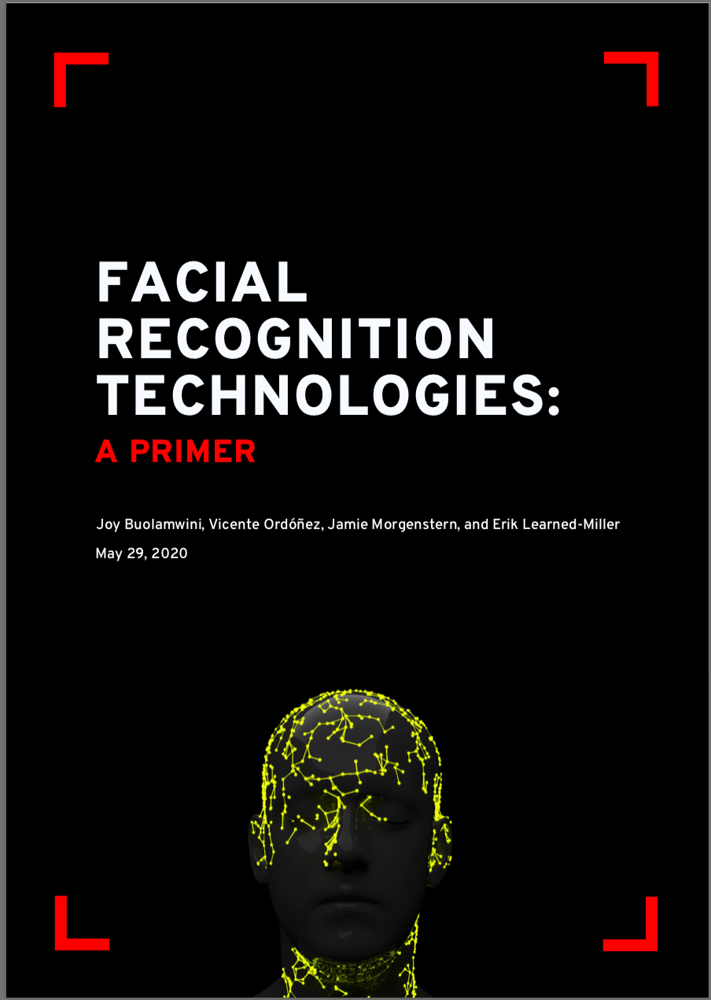 FACIAL
RECOGNITION
TECHNOLOGIES:
A PRIMER
Joy Buolamwini, Vicente Ordóñez, Jamie Morgenstern, and Erik Learned-Miller
May 29, 2020